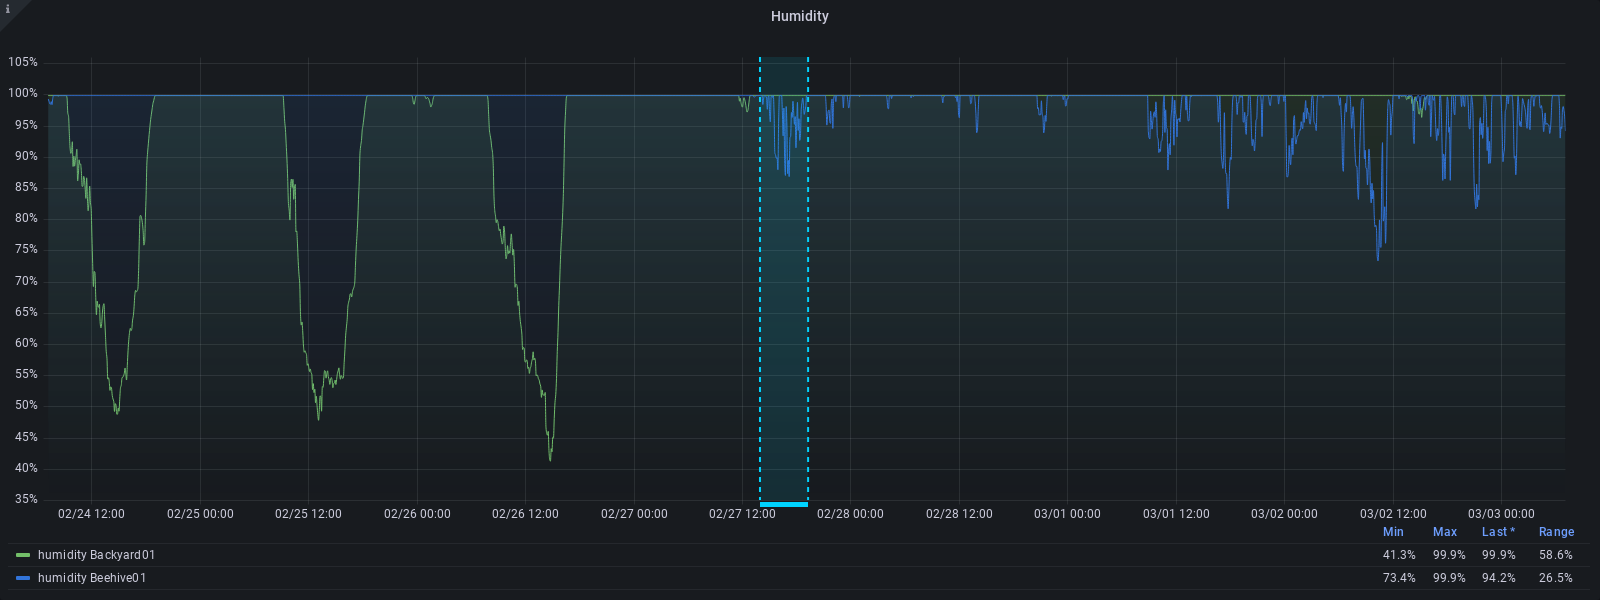 i
Humidity
105%
100%
95%
90%
85%
80%
75%
70%
65%
60%
55%
50%
45%
40%
35%
02/24 12:00 02/25 00:00 02/25 12:00 02/26 00:00 02/26 12:00 02/27 00:00 02/27 12:00 02/28 00:00 02/28 12:00 03/01 00:00 03/01 12:00 03/02 00:00 03/02 12:00 03/03 00:00
Min Max Last * Range
humidity Backyard01 41.3% 99.9% 99.9% 58.6%
humidity Beehive01 73.4% 99.9% 94.2% 26.5%